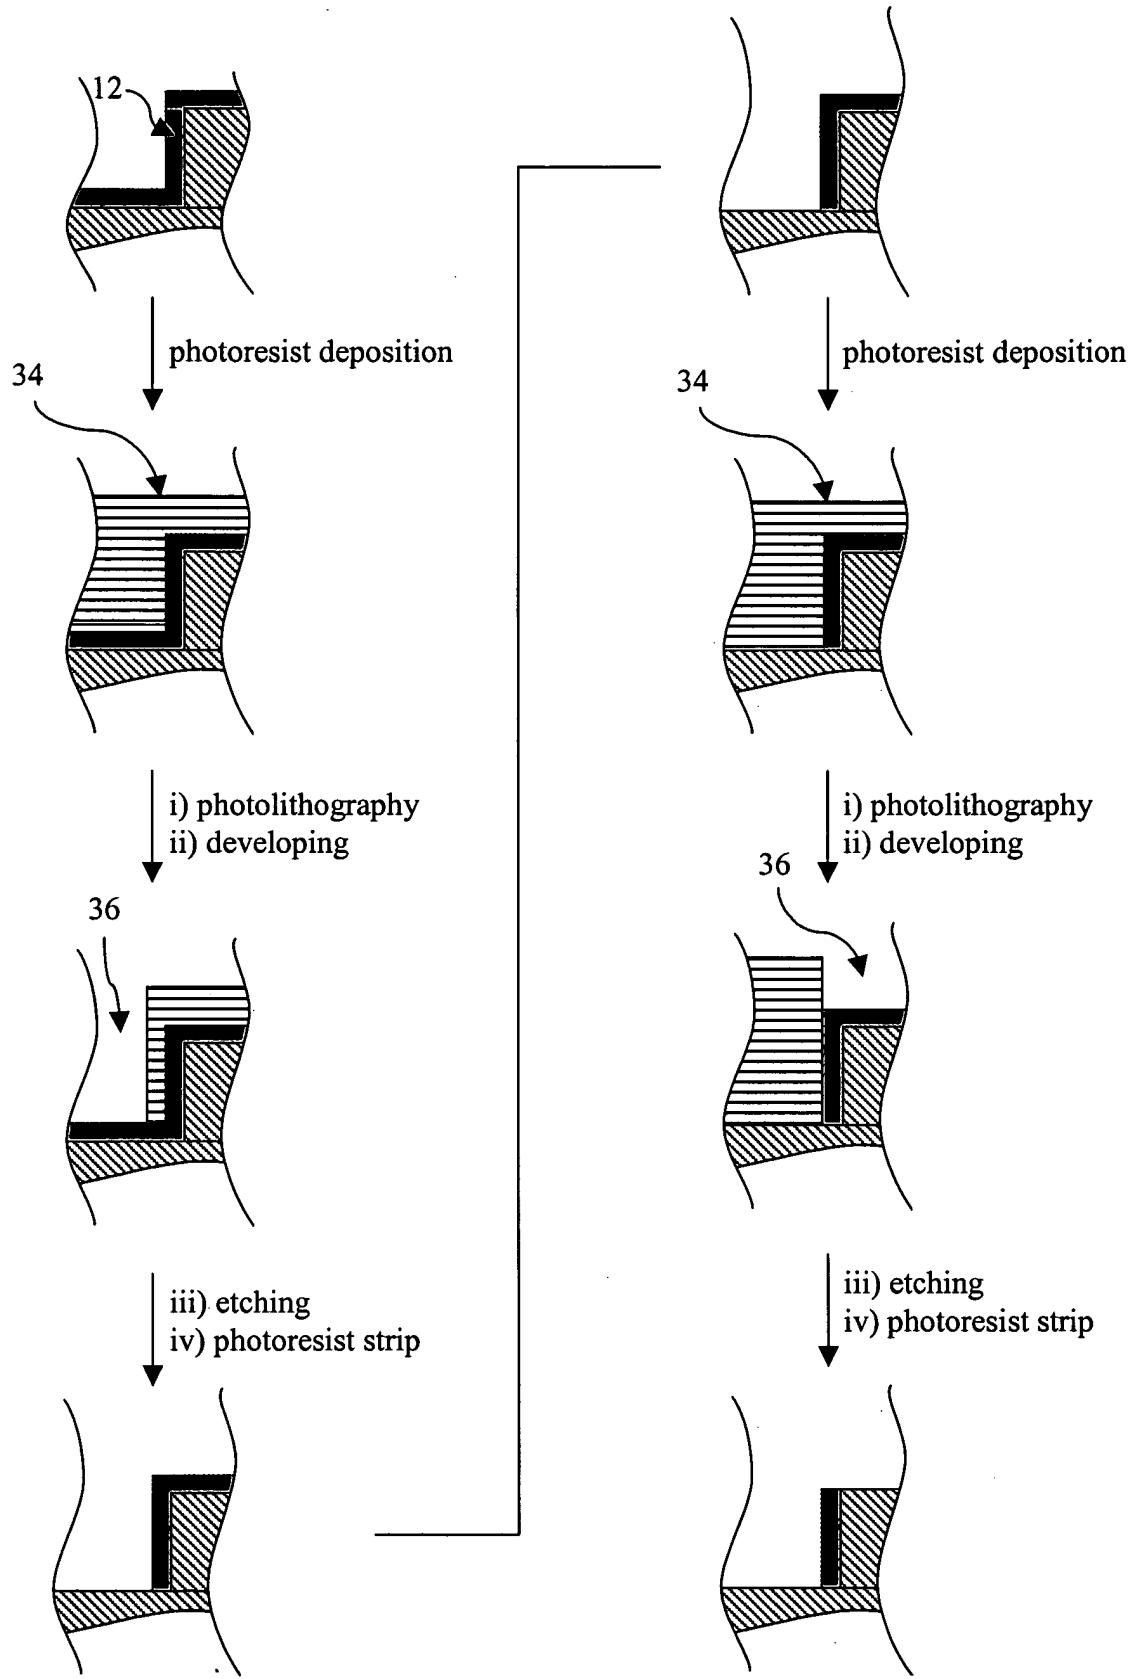 12
photoresist deposition
34
i) photolithography
ii) developing
36
iii) etching
iv) photoresist strip
photoresist deposition
34
i) photolithography
ii) developing
36
iii) etching
iv) photoresist strip